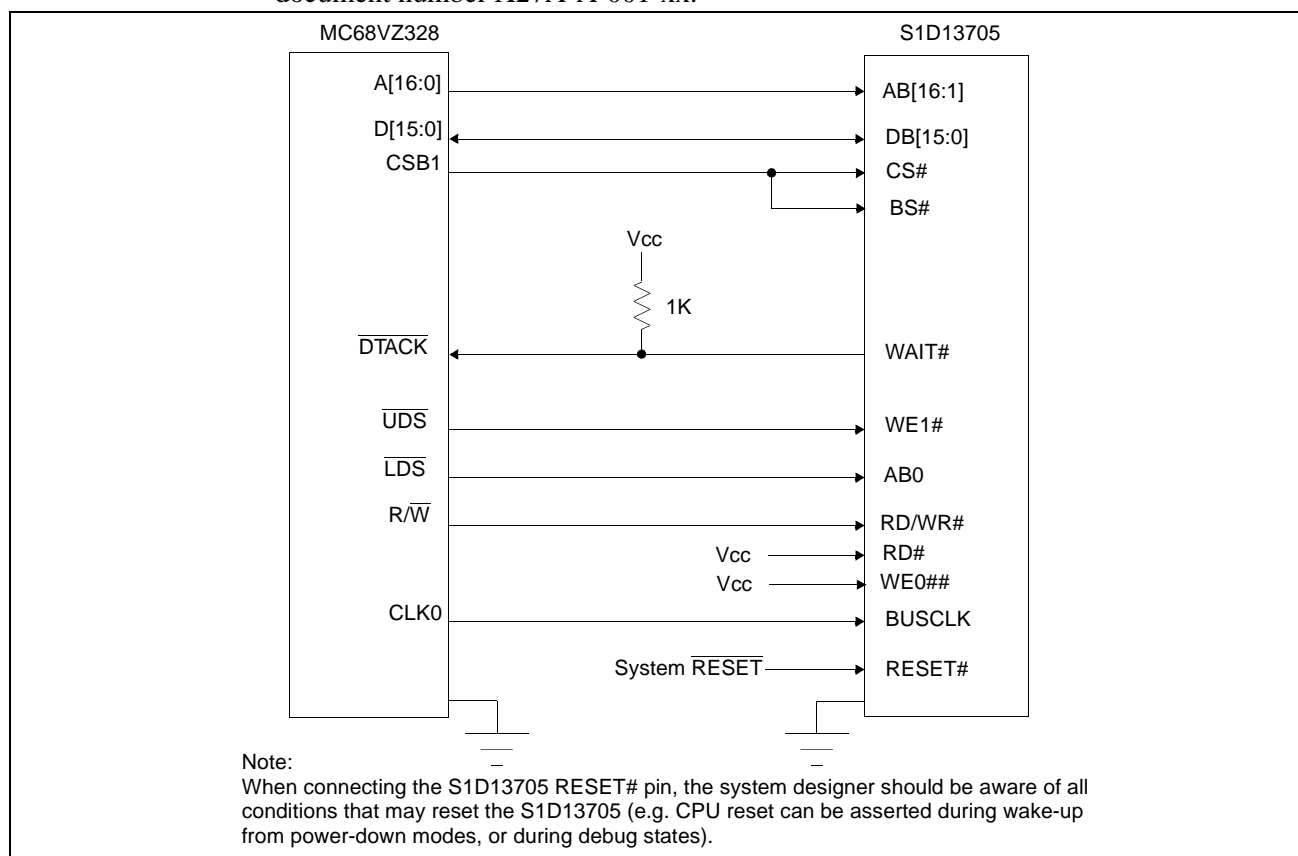 MC68VZ328 S1D13705
A[16:0] AB[16:1]
D[15:0] DB[15:0]
CSB1 CS#
BS#
Vcc
1K
DTACK WAIT#
UDS WE1#
LDS AB0
R/W RD/WR#
Vcc RD#
Vcc WE0##
CLK0 BUSCLK
System RESET RESET#
Note:
When connecting the S1D13705 RESET# pin, the system designer should be aware of all
conditions that may reset the S1D13705 (e.g. CPU reset can be asserted during wake-up
from power-down modes, or during debug states).